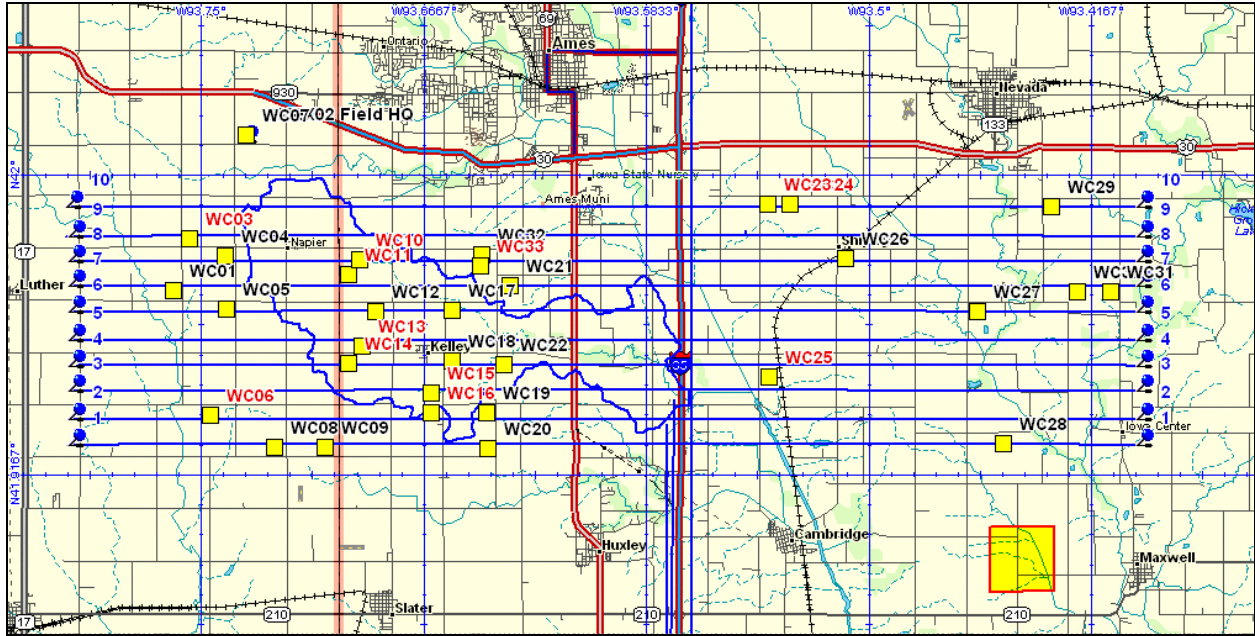 W93.75°
W93.6667°
W93.5833°
W93.5°
W93.4167°
69
Ames
Ontario
930
Nevada
133
WC07
02 Field HQ
30
30
N42°
Iowa State Nursery
Ames Muni
10
10
WC23
24
WC29
9
9
WC03
WC04
Napier
WC10
WC32
WC33
WC26
8
8
17
WC11
7
7
WC01
WC21
WC31
Luther
6
6
WC05
WC12
WC17
WC27
5
5
WC13
4
4
WC14
Kelley
WC18
WC22
WC25
3
3
WC15
2
2
WC06
WC16
WC19
1
1
WC08
WC09
WC20
WC28
Iowa Center
N41.9167°
Cambridge
Huxley
Maxwell
Slater
17
210
210
210